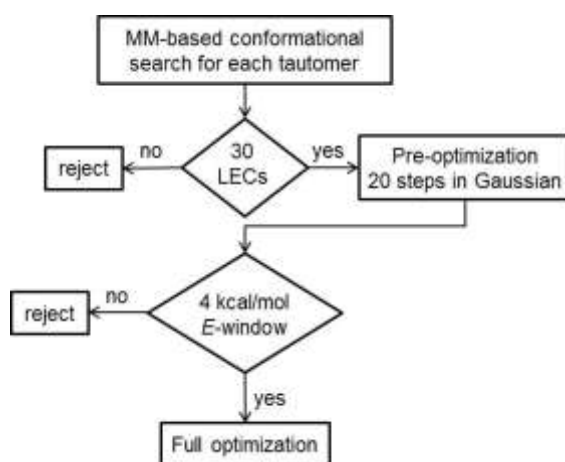 MM-based conformational
search for each tautomer
reject
no
30
LECs
yes
Pre-optimization
20 steps in Gaussian
reject
no
4 kcal/mol
E-window
yes
Full optimization